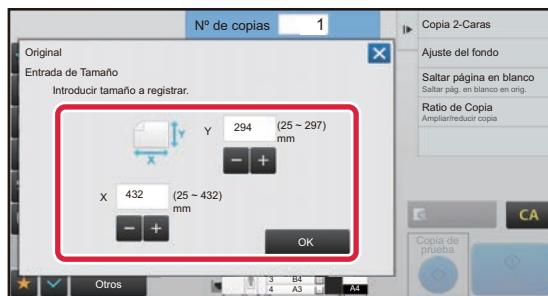 Nº de copias 1
Original
Entrada de Tamaño
Introducir tamaño a registrar.
Y 294 (25 ~ 297)
mm
X 432 (25 ~ 432)
mm
OK
Copia 2-Caras
Ajuste del fondo
Saltar página en blanco
Saltar pág. en blanco en orig.
Ratio de Copia
Ampliar/reducir copia
CA
Copia de
prueba
Otros
3 B4
4 A3
A4